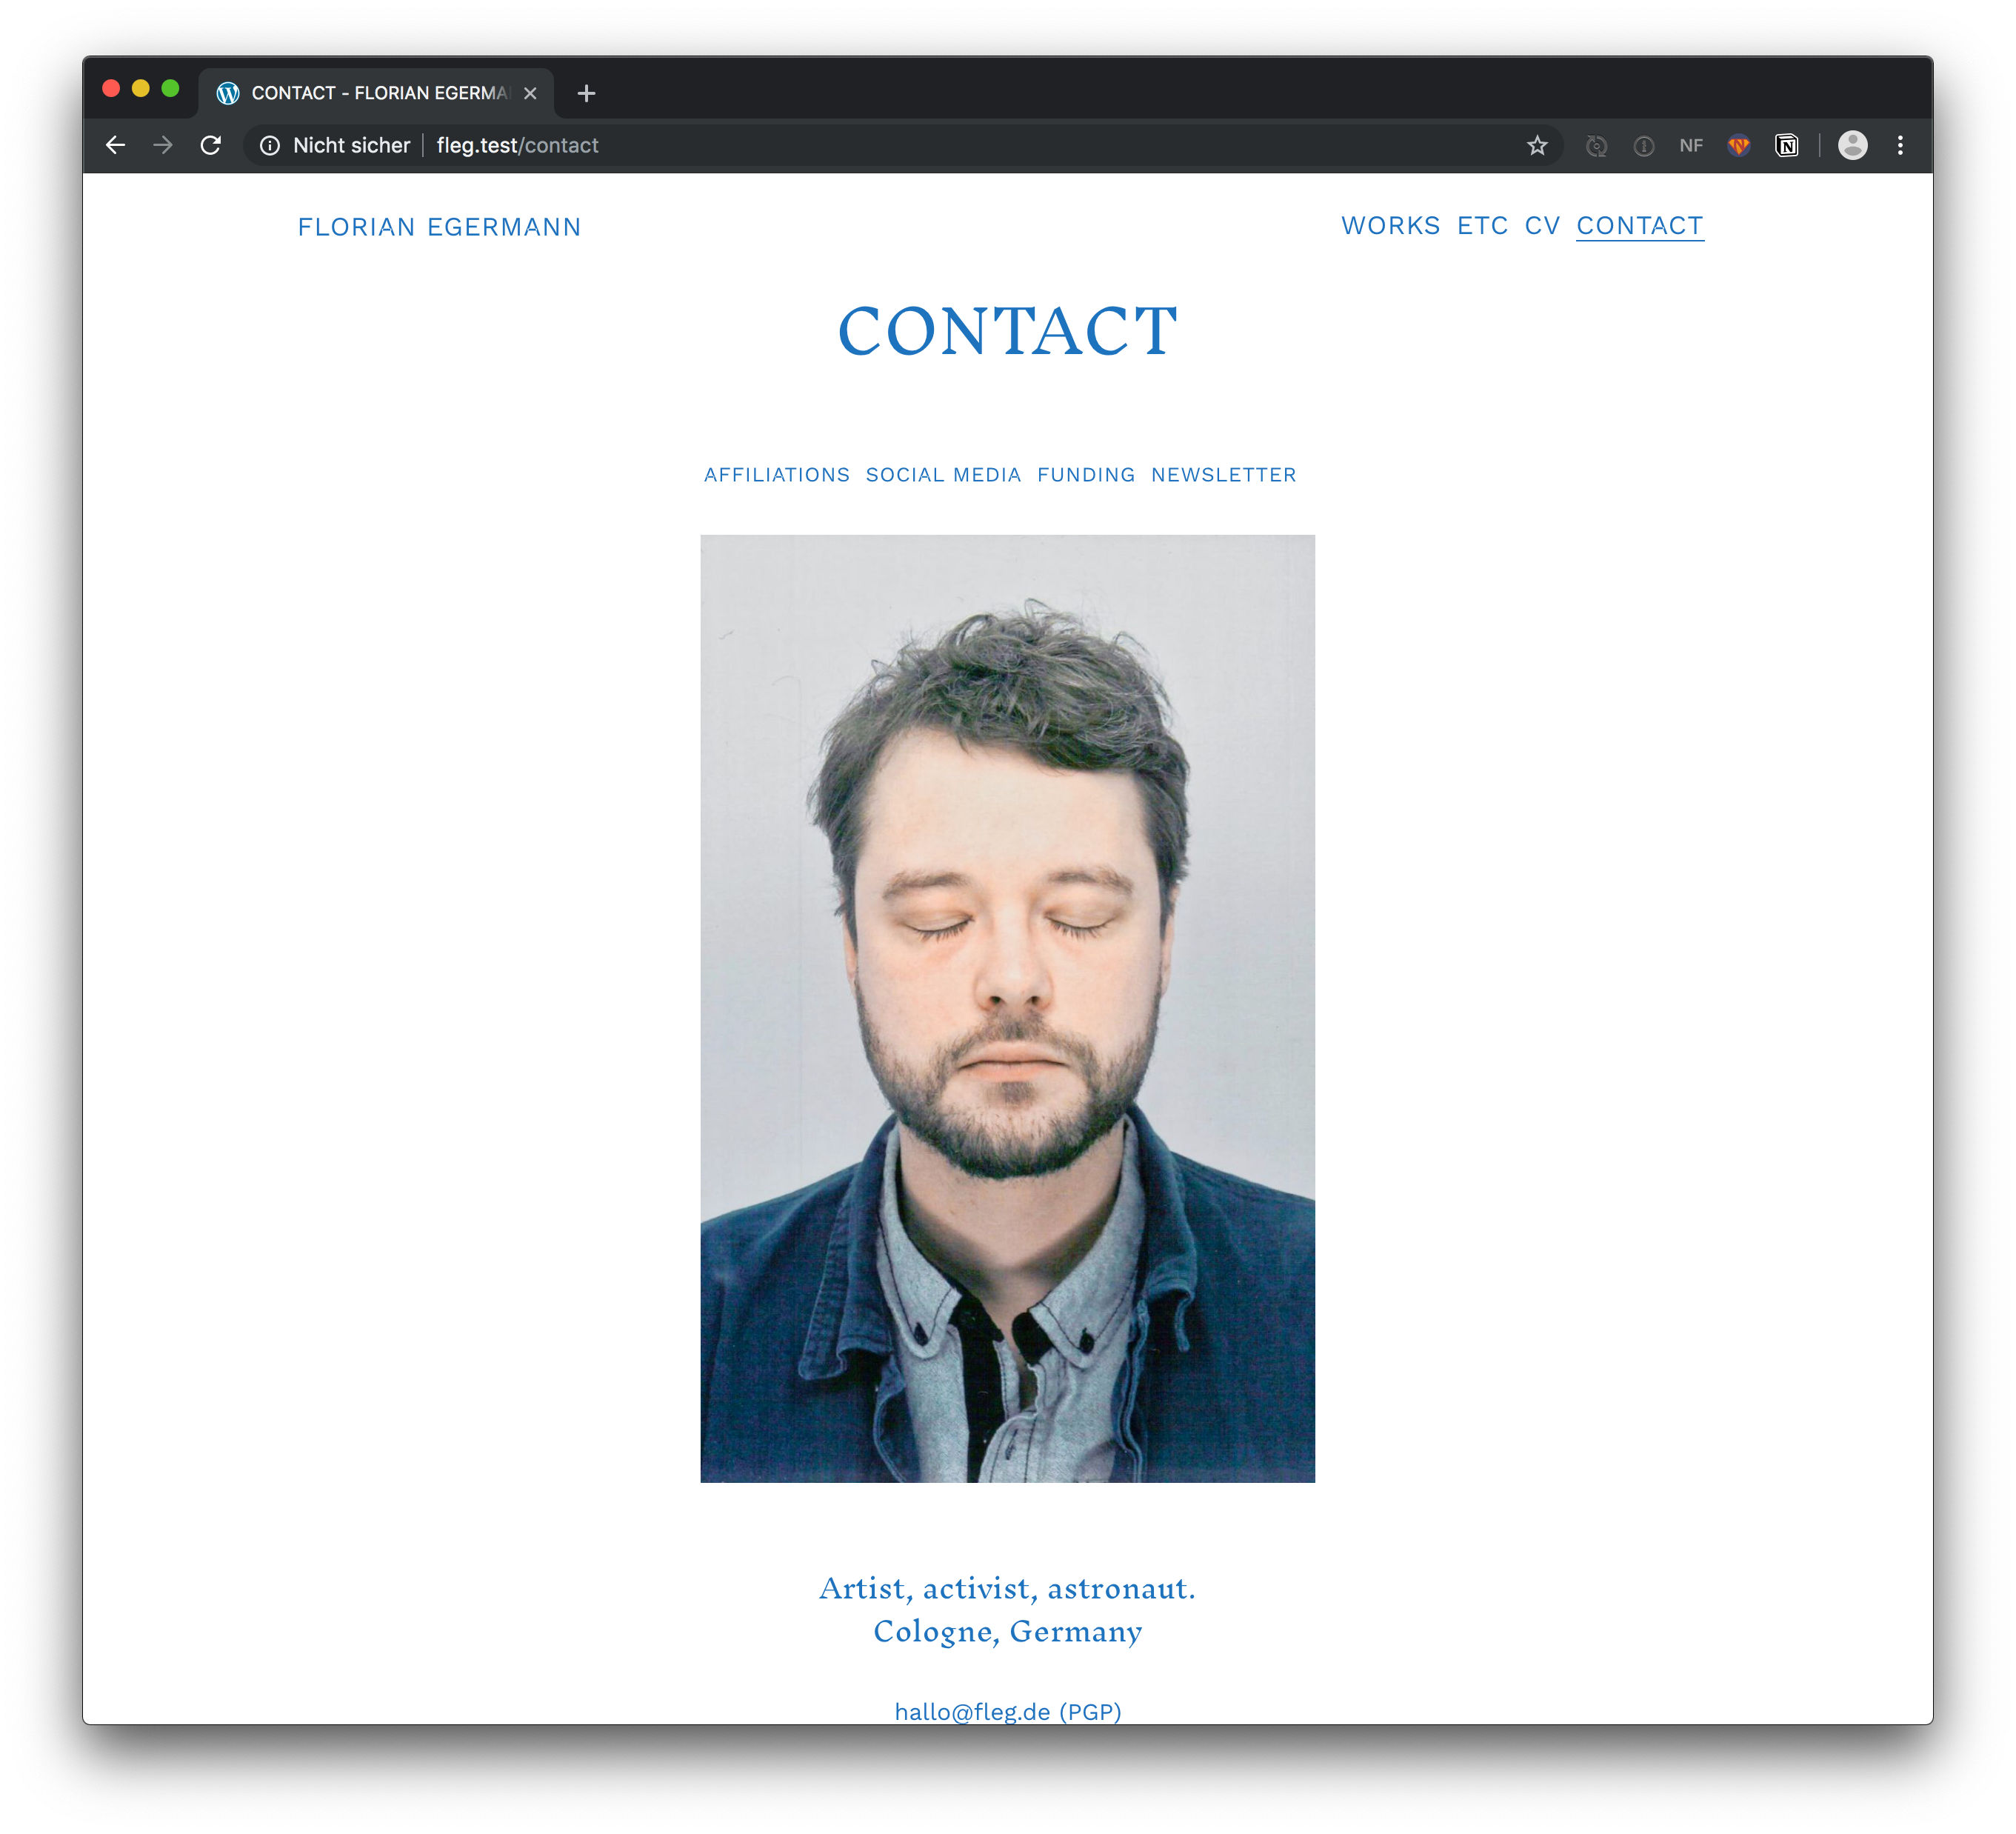 CONTACT - FLORIAN EGERMA
Nicht sicher fleg.test/contact
NF
FLORIAN EGERMANN
WORKS ETC CV CONTACT
CONTACT
AFFILIATIONS SOCIAL MEDIA FUNDING NEWSLETTER
Artist, activist, astronaut.
Cologne, Germany
hallo@fleg.de (PGP)